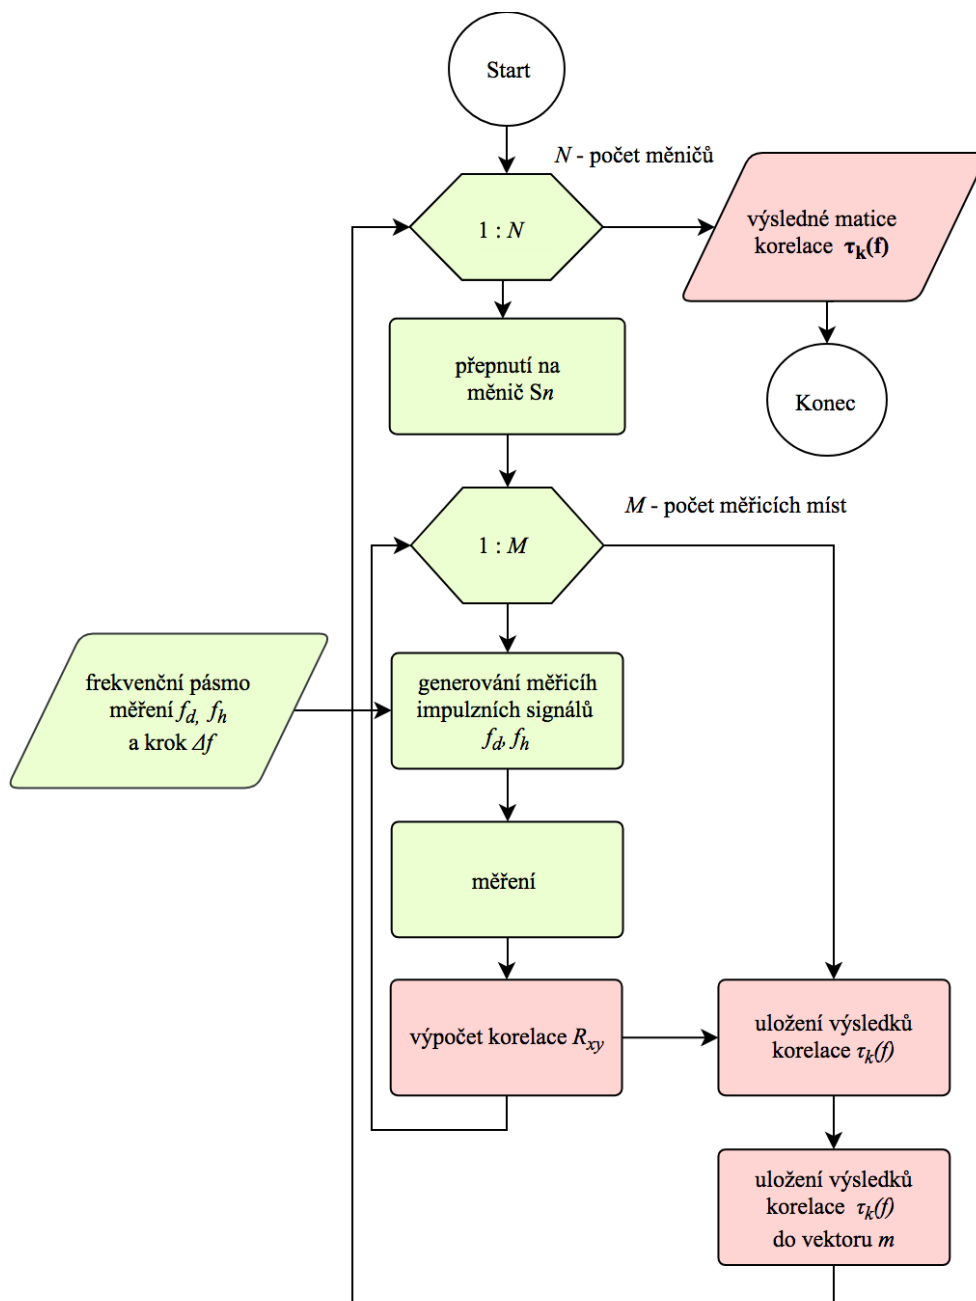 Start
N - počet měničů
1 : N
výsledné matice
korelace τk(f)
přepnutí na
měnič Sn
Konec
M - počet měřicích míst
1 : M
frekvenční pásmo
měření fd, fh
a krok Δf
generování měřicíh
impulzních signálů
fd, fh
měření
výpočet korelace Rxy
uložení výsledků
korelace τk(f)
uložení výsledků
korelace τk(f)
do vektoru m